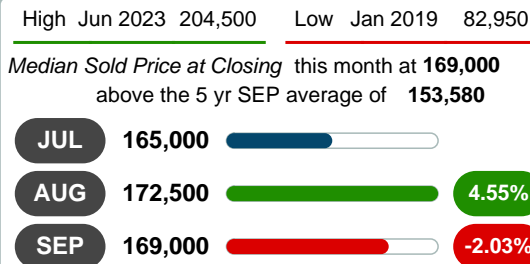 High Jun 2023 204,500 Low Jan 2019 82,950
Median Sold Price at Closing this month at 169,000
above the 5 yr SEP average of 153,580
JUL 165,000
AUG 172,500 4.55%
SEP 169,000 -2.03%